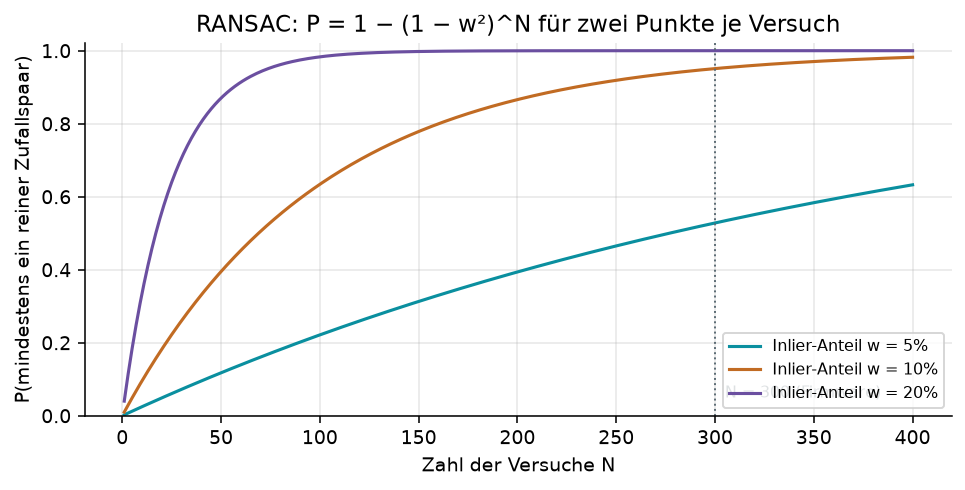 RANSAC: P = 1 − (1 − w²)^N für zwei Punkte je Versuch
P(mindestens ein reiner Zufallspaar)
1.0
0.8
0.6
0.4
0.2
0.0
0 50 100 150 200 250 300 350 400
Zahl der Versuche N
Inlier-Anteil w = 5%
Inlier-Anteil w = 10%
Inlier-Anteil w = 20%